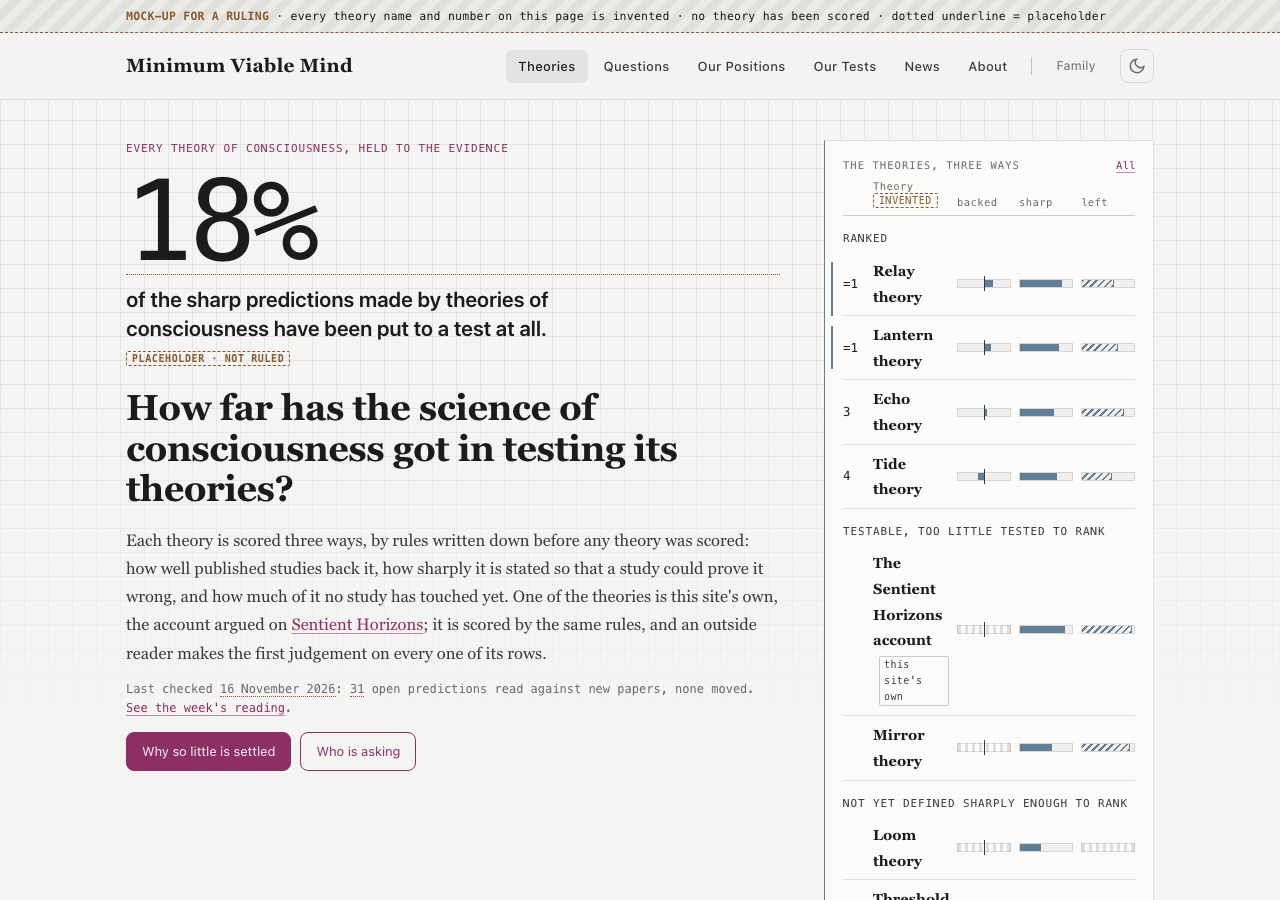 MOCK-UP FOR A RULING · every theory name and number on this page is invented · no theory has been scored · dotted underline = placeholder
Minimum Viable Mind
Theories
Questions
Our Positions
Our Tests
News
About
Family
EVERY THEORY OF CONSCIOUSNESS, HELD TO THE EVIDENCE
18%
of the sharp predictions made by theories of
consciousness have been put to a test at all.
PLACEHOLDER · NOT RULED
How far has the science of
consciousness got in testing its
theories?
Each theory is scored three ways, by rules written down before any theory was scored:
how well published studies back it, how sharply it is stated so that a study could prove it
wrong, and how much of it no study has touched yet. One of the theories is this site's own,
the account argued on Sentient Horizons; it is scored by the same rules, and an outside
reader makes the first judgement on every one of its rows.
Last checked 16 November 2026: 31 open predictions read against new papers, none moved.
See the week's reading.
Why so little is settled
Who is asking
THE THEORIES, THREE WAYS
All
Theory
INVENTED
backed
sharp
left
RANKED
=1
Relay
theory
=1
Lantern
theory
3
Echo
theory
4
Tide
theory
TESTABLE, TOO LITTLE TESTED TO RANK
The
Sentient
Horizons
account
this
site's
own
Mirror
theory
NOT YET DEFINED SHARPLY ENOUGH TO RANK
Loom
theory
Threshold